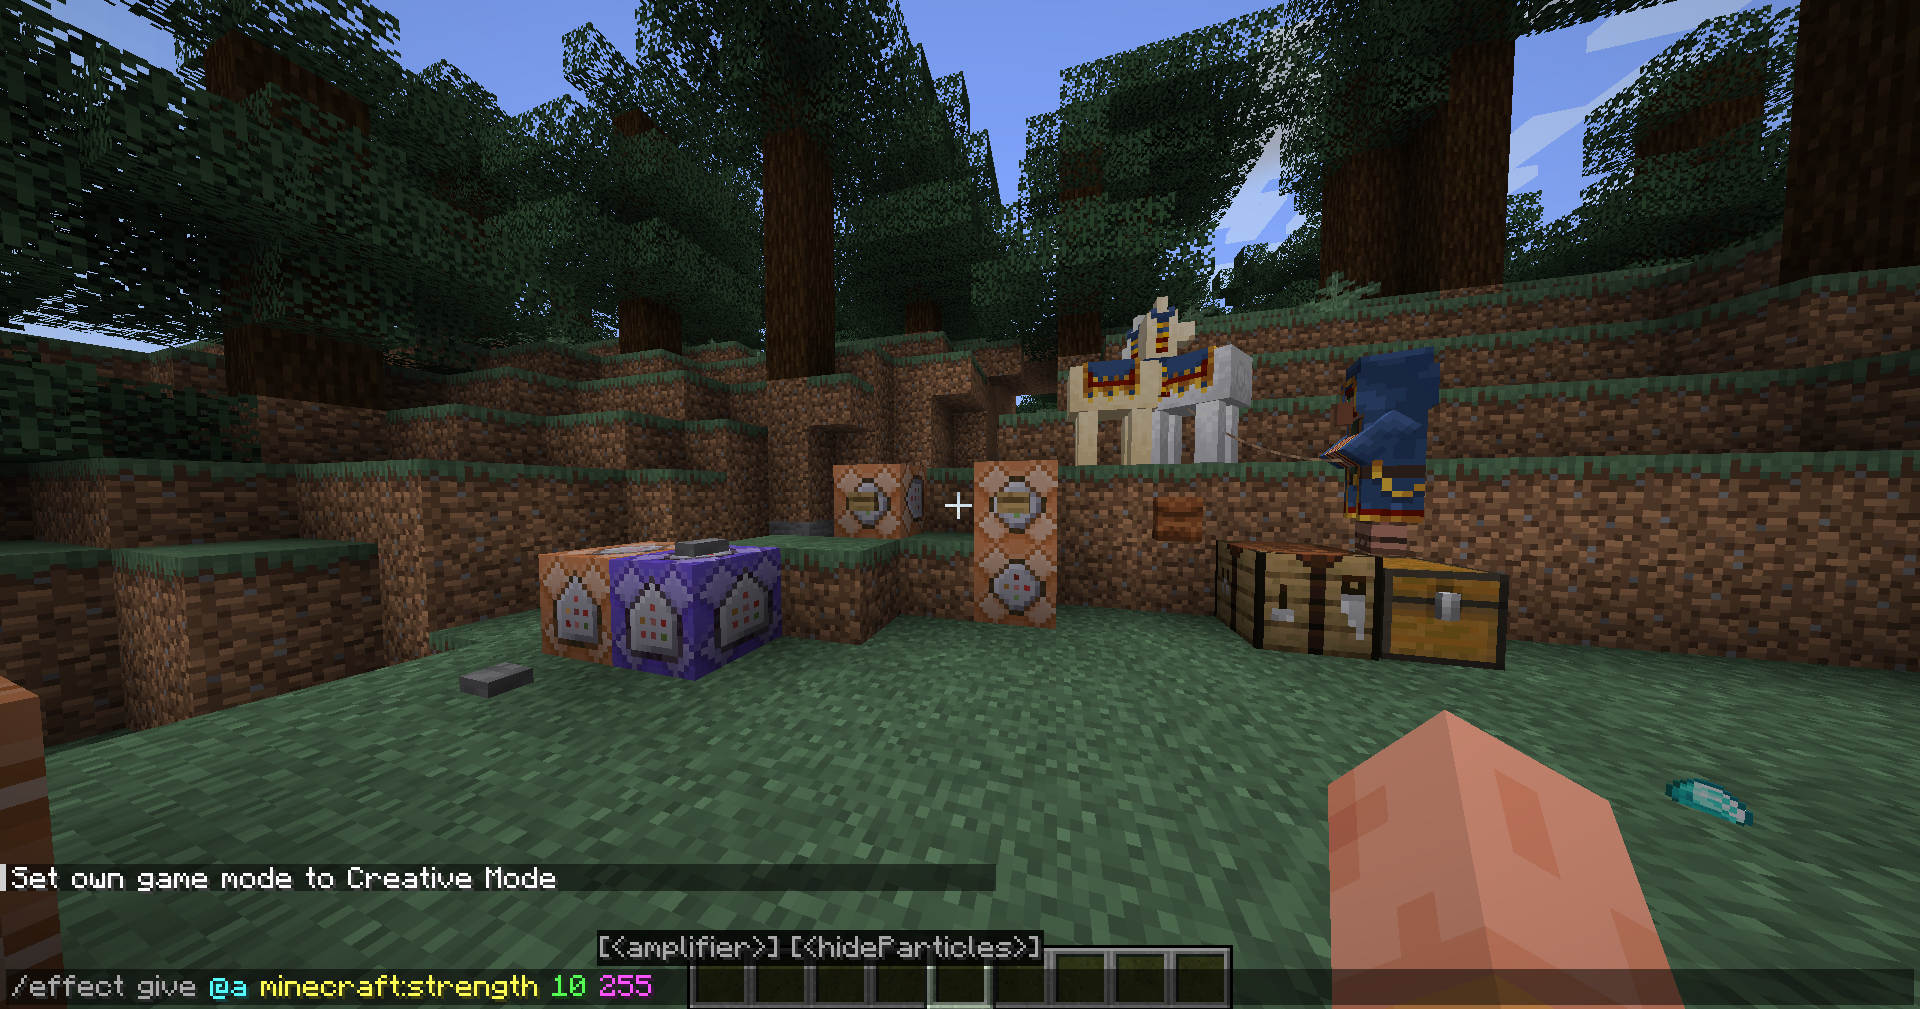 Set own game mode to Creative Mode
[<amplifier>] [<hideParticles>]
/effect give @a minecraft:strength 10 255